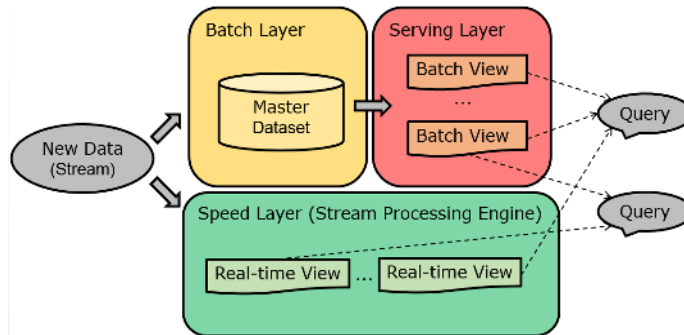 Batch Layer
Serving Layer
Batch View
...
Batch View
Master
Dataset
New Data
(Stream)
Query
Query
Speed Layer (Stream Processing Engine)
Real-time View
...
Real-time View